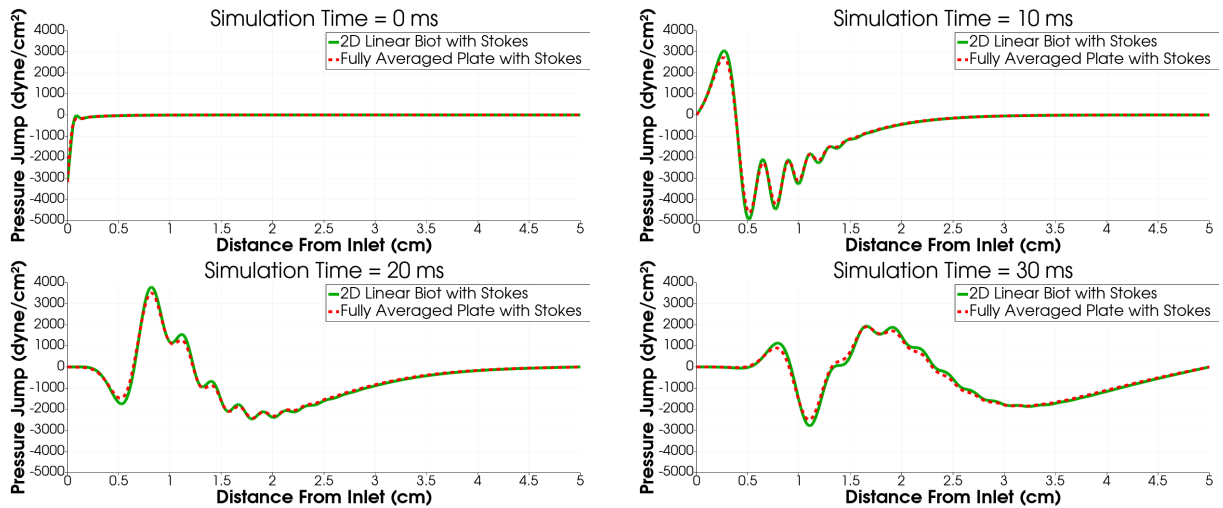 Simulation Time = 0 ms
Pressure Jump (dyne/cm²)
4000
3000
2000
1000
0
-1000
-2000
-3000
-4000
-5000
2D Linear Biot with Stokes
Fully Averaged Plate with Stokes
0 0.5 1 1.5 2 2.5 3 3.5 4 4.5 5
Distance From Inlet (cm)
Simulation Time = 10 ms
Pressure Jump (dyne/cm²)
4000
3000
2000
1000
0
-1000
-2000
-3000
-4000
-5000
2D Linear Biot with Stokes
Fully Averaged Plate with Stokes
0 0.5 1 1.5 2 2.5 3 3.5 4 4.5 5
Distance From Inlet (cm)
Simulation Time = 20 ms
Pressure Jump (dyne/cm²)
4000
3000
2000
1000
0
-1000
-2000
-3000
-4000
-5000
2D Linear Biot with Stokes
Fully Averaged Plate with Stokes
0 0.5 1 1.5 2 2.5 3 3.5 4 4.5 5
Distance From Inlet (cm)
Simulation Time = 30 ms
Pressure Jump (dyne/cm²)
4000
3000
2000
1000
0
-1000
-2000
-3000
-4000
-5000
2D Linear Biot with Stokes
Fully Averaged Plate with Stokes
0 0.5 1 1.5 2 2.5 3 3.5 4 4.5 5
Distance From Inlet (cm)